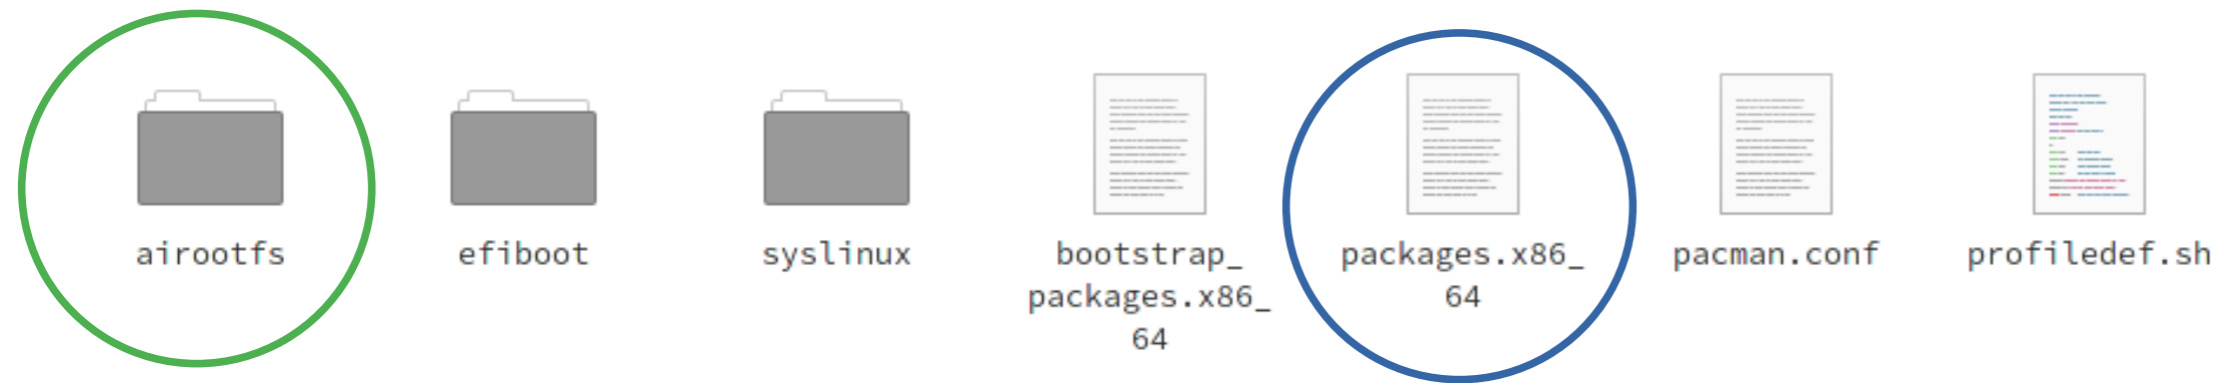 airootfs
efiboot
syslinux
bootstrap_
packages.x86_
64
packages.x86_
64
pacman.conf
profiledef.sh